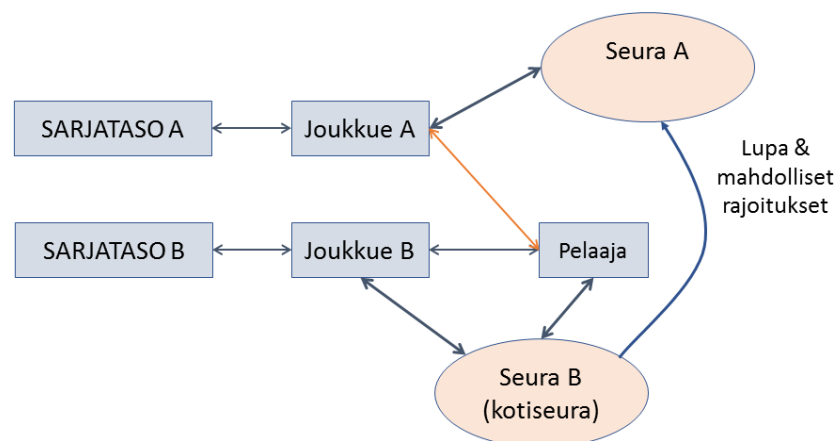 Seura A
SARJATASO A
Joukkue A
Lupa &
mahdolliset
rajoitukset
SARJATASO B
Joukkue B
Pelaaja
Seura B
(kotiseura)